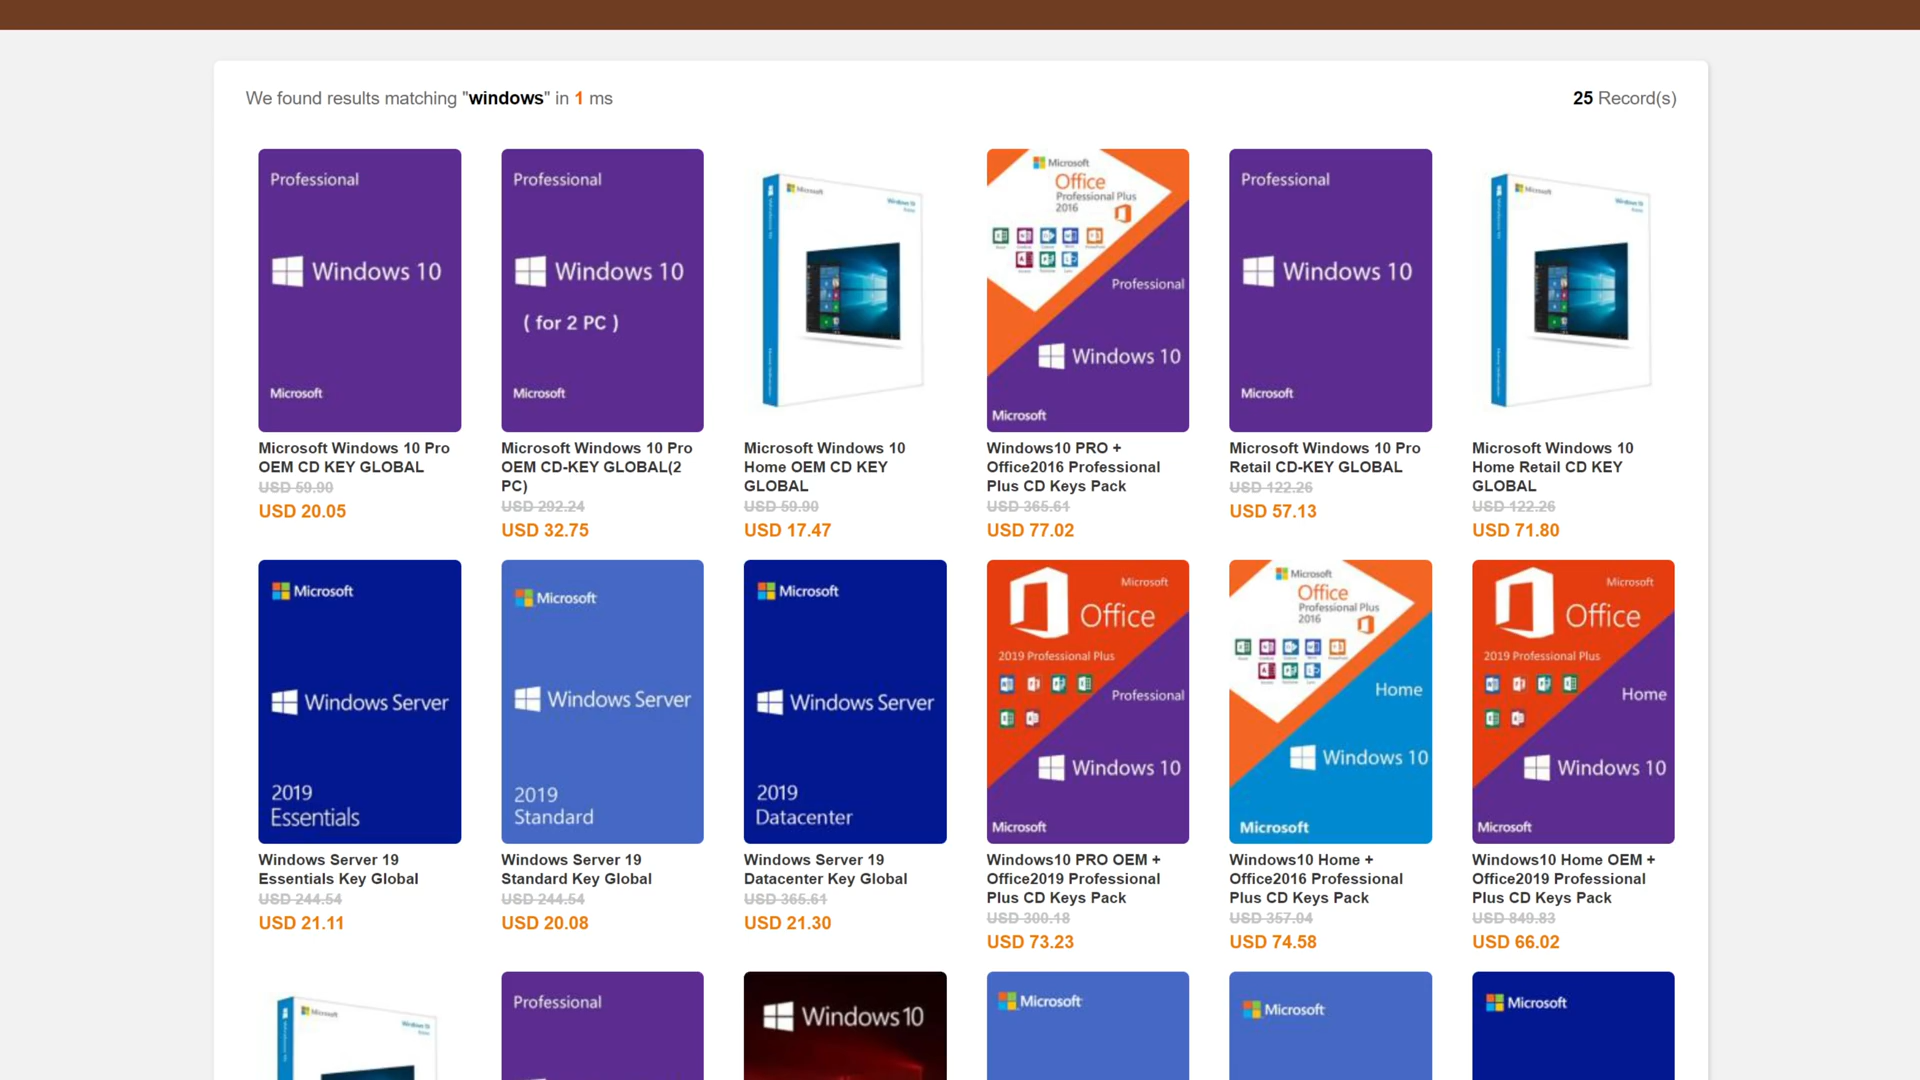 We found results matching "windows" in 1 ms
25 Record(s)
Professional
Windows 10
Microsoft
Professional
Windows 10
( for 2 PC )
Microsoft
Microsoft
Windows 10
Microsoft
Office
Professional Plus
2016
Professional
Windows 10
Microsoft
Professional
Windows 10
Microsoft
Microsoft
Windows 10
Microsoft Windows 10 Pro
OEM CD KEY GLOBAL
USD 59.90
USD 20.05
Microsoft Windows 10 Pro
OEM CD-KEY GLOBAL(2
PC)
USD 292.24
USD 32.75
Microsoft Windows 10
Home OEM CD KEY
GLOBAL
USD 59.90
USD 17.47
Windows10 PRO +
Office2016 Professional
Plus CD Keys Pack
USD 365.61
USD 77.02
Microsoft Windows 10 Pro
Retail CD-KEY GLOBAL
USD 122.26
USD 57.13
Microsoft Windows 10
Home Retail CD KEY
GLOBAL
USD 122.26
USD 71.80
Microsoft
Windows Server
2019
Essentials
Microsoft
Windows Server
2019
Standard
Microsoft
Windows Server
2019
Datacenter
Microsoft
Office
2019 Professional Plus
Professional
Windows 10
Microsoft
Microsoft
Office
Professional Plus
2016
Home
Windows 10
Microsoft
Microsoft
Office
2019 Professional Plus
Home
Windows 10
Microsoft
Windows Server 19
Essentials Key Global
USD 244.54
USD 21.11
Windows Server 19
Standard Key Global
USD 244.54
USD 20.08
Windows Server 19
Datacenter Key Global
USD 365.61
USD 21.30
Windows10 PRO OEM +
Office2019 Professional
Plus CD Keys Pack
USD 300.18
USD 73.23
Windows10 Home +
Office2016 Professional
Plus CD Keys Pack
USD 357.04
USD 74.58
Windows10 Home OEM +
Office2019 Professional
Plus CD Keys Pack
USD 849.83
USD 66.02
Microsoft
Windows 10
Professional
Windows 10
Microsoft
Microsoft
Microsoft